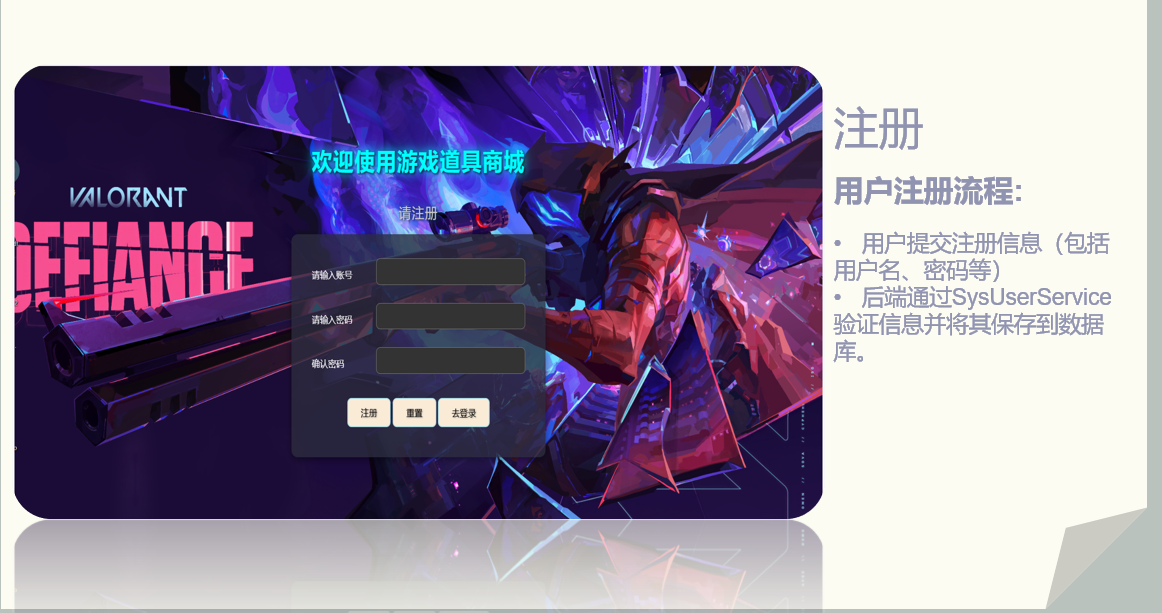 欢迎使用游戏道具商城
请注册
VALORANT
DEFIANCE
请输入账号
请输入密码
确认密码
注册 重置 去登录
注册
用户注册流程:
• 用户提交注册信息（包括
用户名、密码等）
• 后端通过SysUserService
验证信息并将其保存到数据
库。